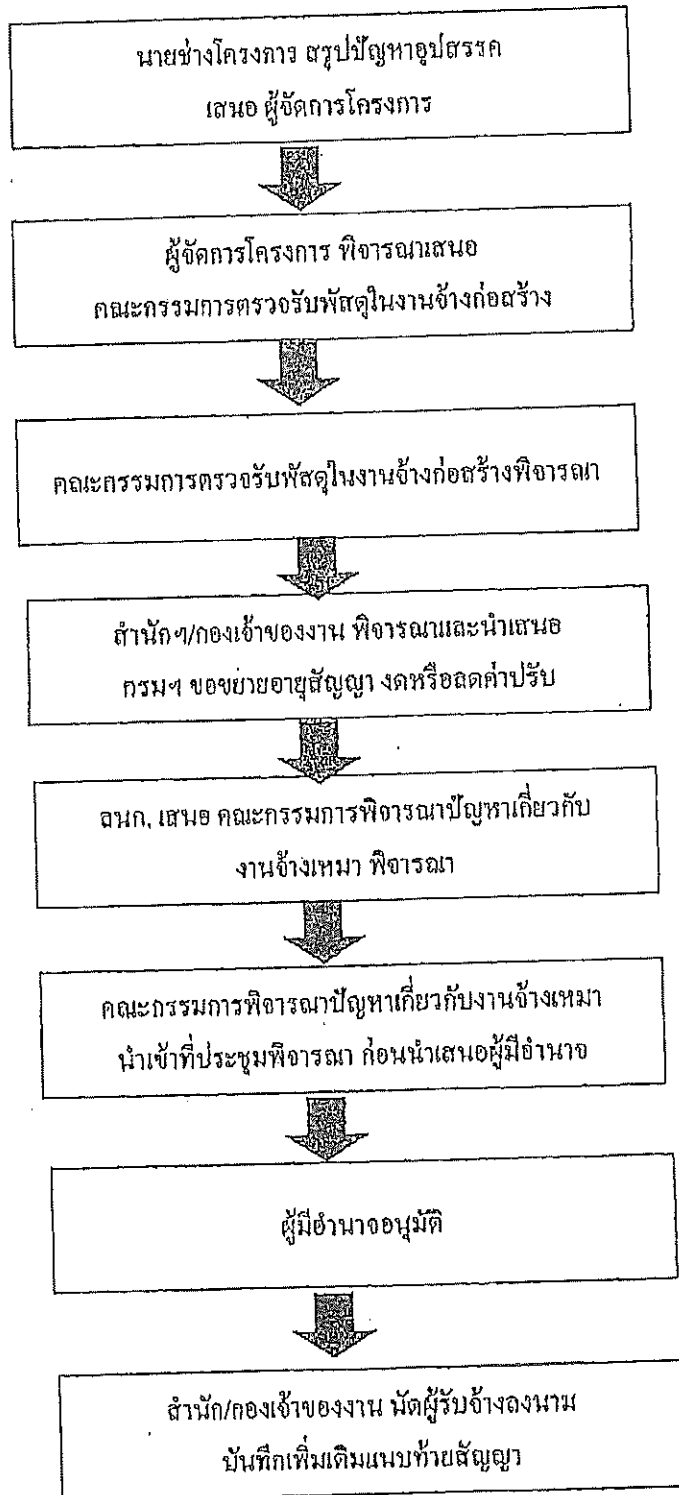 นายช่างโครงการ สรุปปัญหาอุปสรรค
เสนอ ผู้จัดการโครงการ
ผู้จัดการโครงการ พิจารณาเสนอ
คณะกรรมการตรวจรับพัสดุในงานจ้างก่อสร้าง
คณะกรรมการตรวจรับพัสดุในงานจ้างก่อสร้างพิจารณา
สำนักฯ/กองเจ้าของงาน พิจารณาและนำเสนอ
กรมฯ ขอขยายอายุสัญญา งดหรือลดค่าปรับ
ลนก. เสนอ คณะกรรมการพิจารณาปัญหาเกี่ยวกับ
งานจ้างเหมา พิจารณา
คณะกรรมการพิจารณาปัญหาเกี่ยวกับงานจ้างเหมา
นำเข้าที่ประชุมพิจารณา ก่อนนำเสนอผู้มีอำนาจ
ผู้มีอำนาจอนุมัติ
สำนัก/กองเจ้าของงาน นัดผู้รับจ้างลงนาม
บันทึกเพิ่มเติมแนบท้ายสัญญา